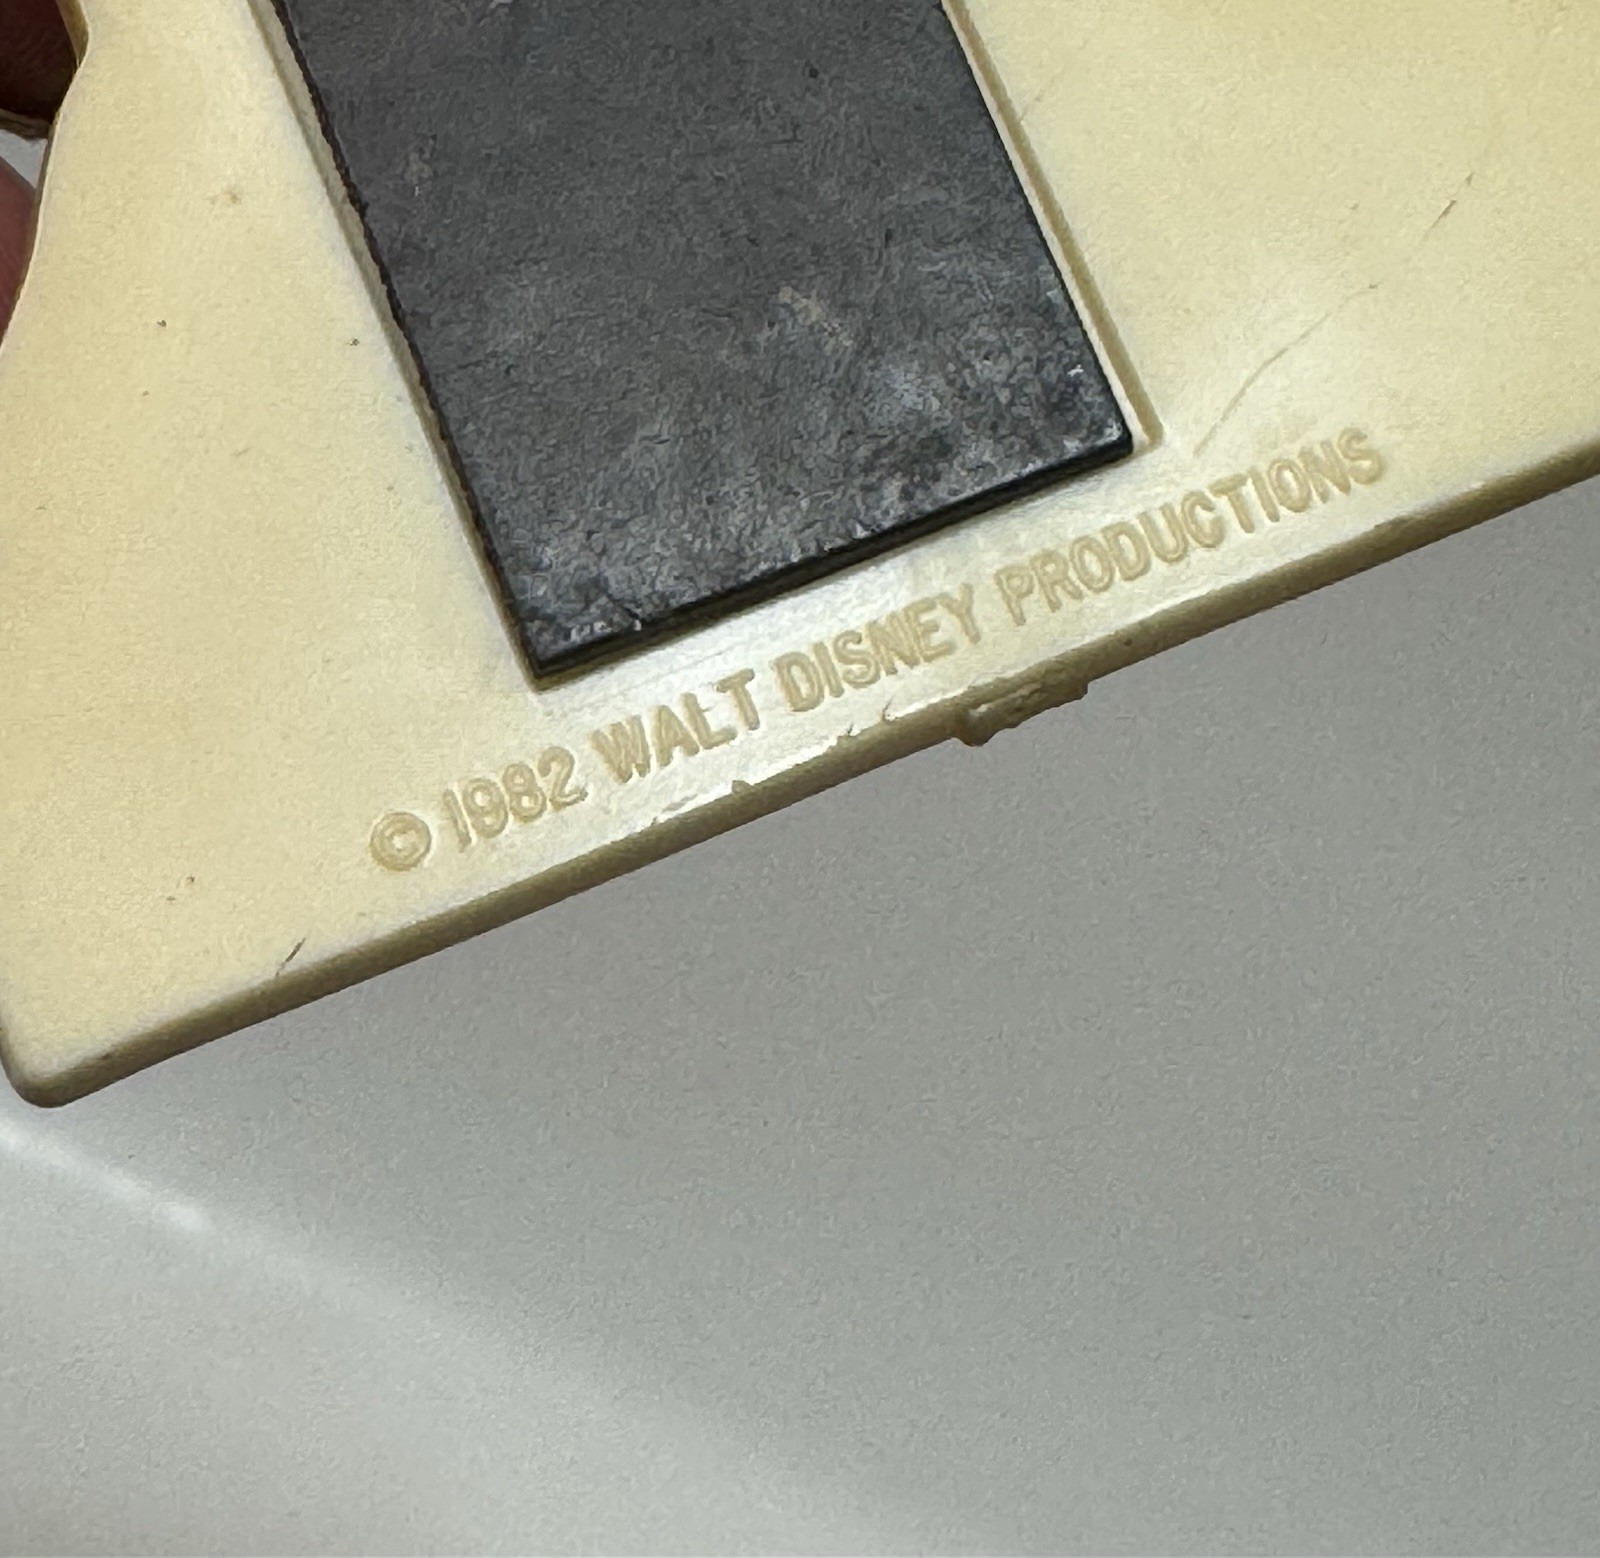 © 1982 WALT DISNEY PRODUCTIONS